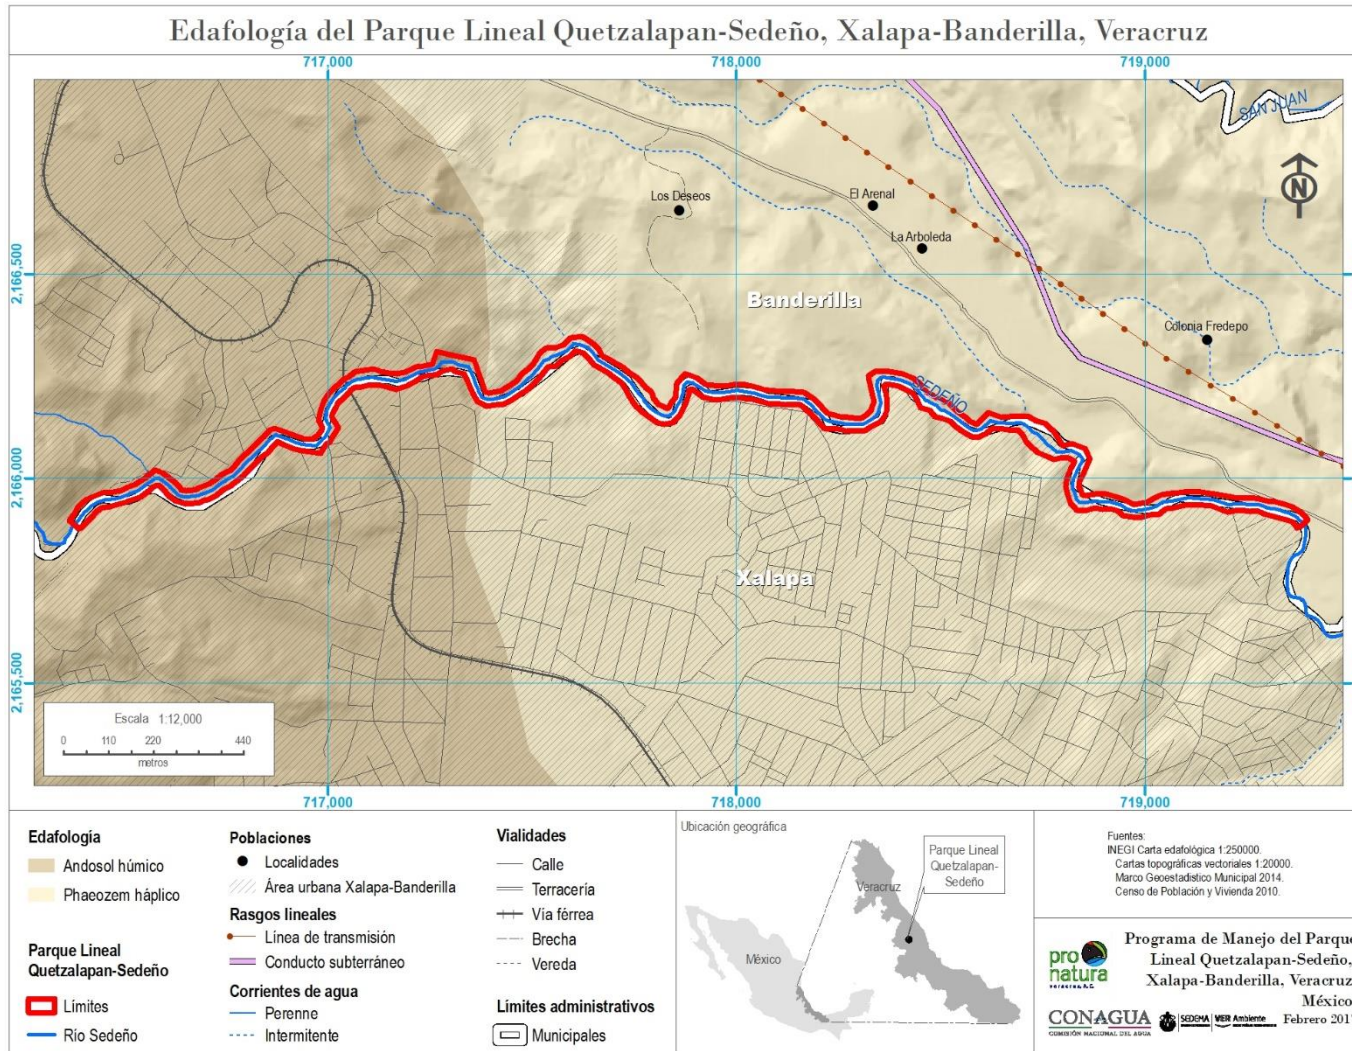 Edafología del Parque Lineal Quetzalapan-Sedeño, Xalapa-Banderilla, Veracruz
717,000
718,000
719,000
SAN JUAN
N
Los Deseos
El Arenal
La Arboleda
2,166,500
Banderilla
Colonia Fredepo
SEDEÑO
2,166,000
Xalapa
2,165,500
Escala 1:12,000
0 110 220 440
metros
717,000
718,000
719,000
Edafología
Andosol húmico
Phaeozem háplico
Parque Lineal
Quetzalapan-Sedeño
Límites
Río Sedeño
Poblaciones
Localidades
Área urbana Xalapa-Banderilla
Rasgos lineales
Línea de transmisión
Conducto subterráneo
Corrientes de agua
Perenne
Intermitente
Vialidades
Calle
Terracería
Vía férrea
Brecha
Vereda
Límites administrativos
Municipales
Ubicación geográfica
Parque Lineal
Quetzalapan-
Sedeño
Veracruz
México
Fuentes:
INEGI Carta edafológica 1:250000.
Cartas topográficas vectoriales 1:20000.
Marco Geoestadístico Municipal 2014.
Censo de Población y Vivienda 2010.
pro
natura
veracruz A.C.
Programa de Manejo del Parque
Lineal Quetzalapan-Sedeño,
Xalapa-Banderilla, Veracruz
México
Febrero 2017
CONAGUA
COMISIÓN NACIONAL DEL AGUA
SEDEMA
VER Ambiente